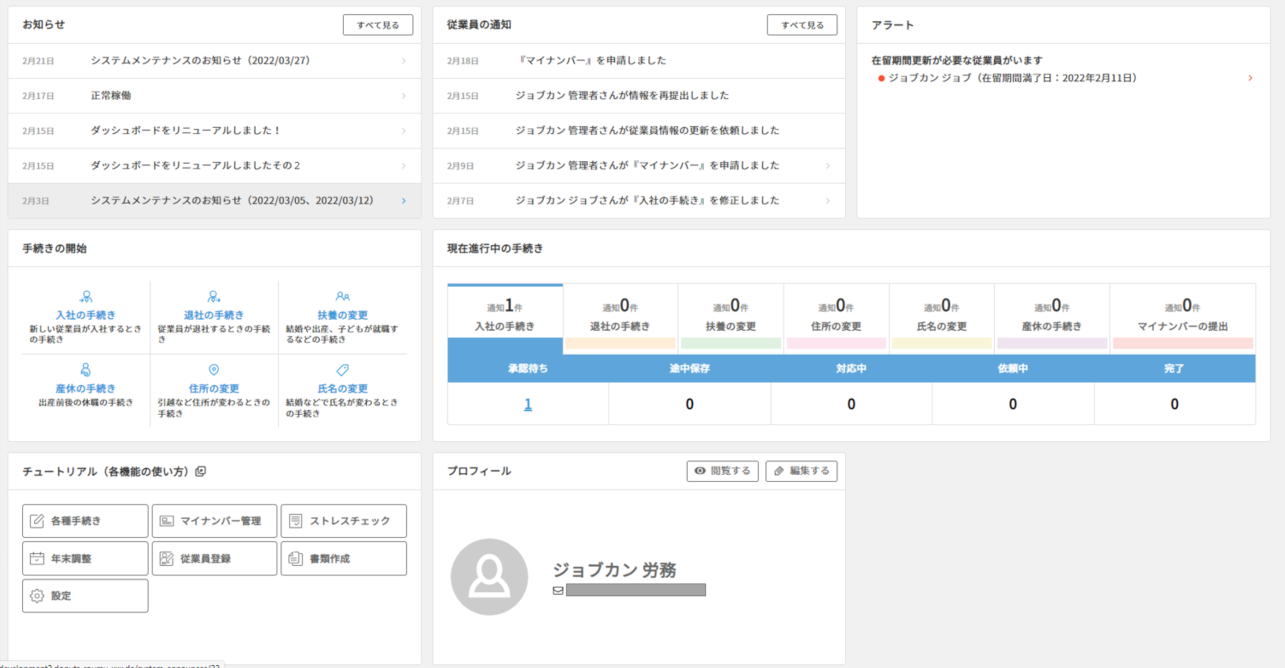 お知らせ
すべて見る
2月21日 システムメンテナンスのお知らせ（2022/03/27）
2月17日 正常稼働
2月15日 ダッシュボードをリニューアルしました！
2月15日 ダッシュボードをリニューアルしましたその２
2月3日 システムメンテナンスのお知らせ（2022/03/05、2022/03/12）
従業員の通知
すべて見る
2月18日 『マイナンバー』を申請しました
2月15日 ジョブカン 管理者さんが情報を再提出しました
2月15日 ジョブカン 管理者さんが従業員情報の更新を依頼しました
2月9日 ジョブカン 管理者さんが『マイナンバー』を申請しました
2月7日 ジョブカン ジョブさんが『入社の手続き』を修正しました
アラート
在留期間更新が必要な従業員がいます
ジョブカン ジョブ（在留期間満了日：2022年2月11日）
手続きの開始
入社の手続き
新しい従業員が入社するとき
の手続き
退社の手続き
従業員が退社するときの手続
き
扶養の変更
結婚や出産、子どもが就職す
るなどの手続き
産休の手続き
出産前後の休職の手続き
住所の変更
引越など住所が変わるときの
手続き
氏名の変更
結婚などで氏名が変わるとき
の手続き
現在進行中の手続き
通知1件
入社の手続き
通知0件
退社の手続き
通知0件
扶養の変更
通知0件
住所の変更
通知0件
氏名の変更
通知0件
産休の手続き
通知0件
マイナンバーの提出
承認待ち 途中保存 対応中 依頼中 完了
1 0 0 0 0
チュートリアル（各機能の使い方）
各種手続き マイナンバー管理 ストレスチェック
年末調整 従業員登録 書類作成
設定
プロフィール
閲覧する 編集する
ジョブカン 労務